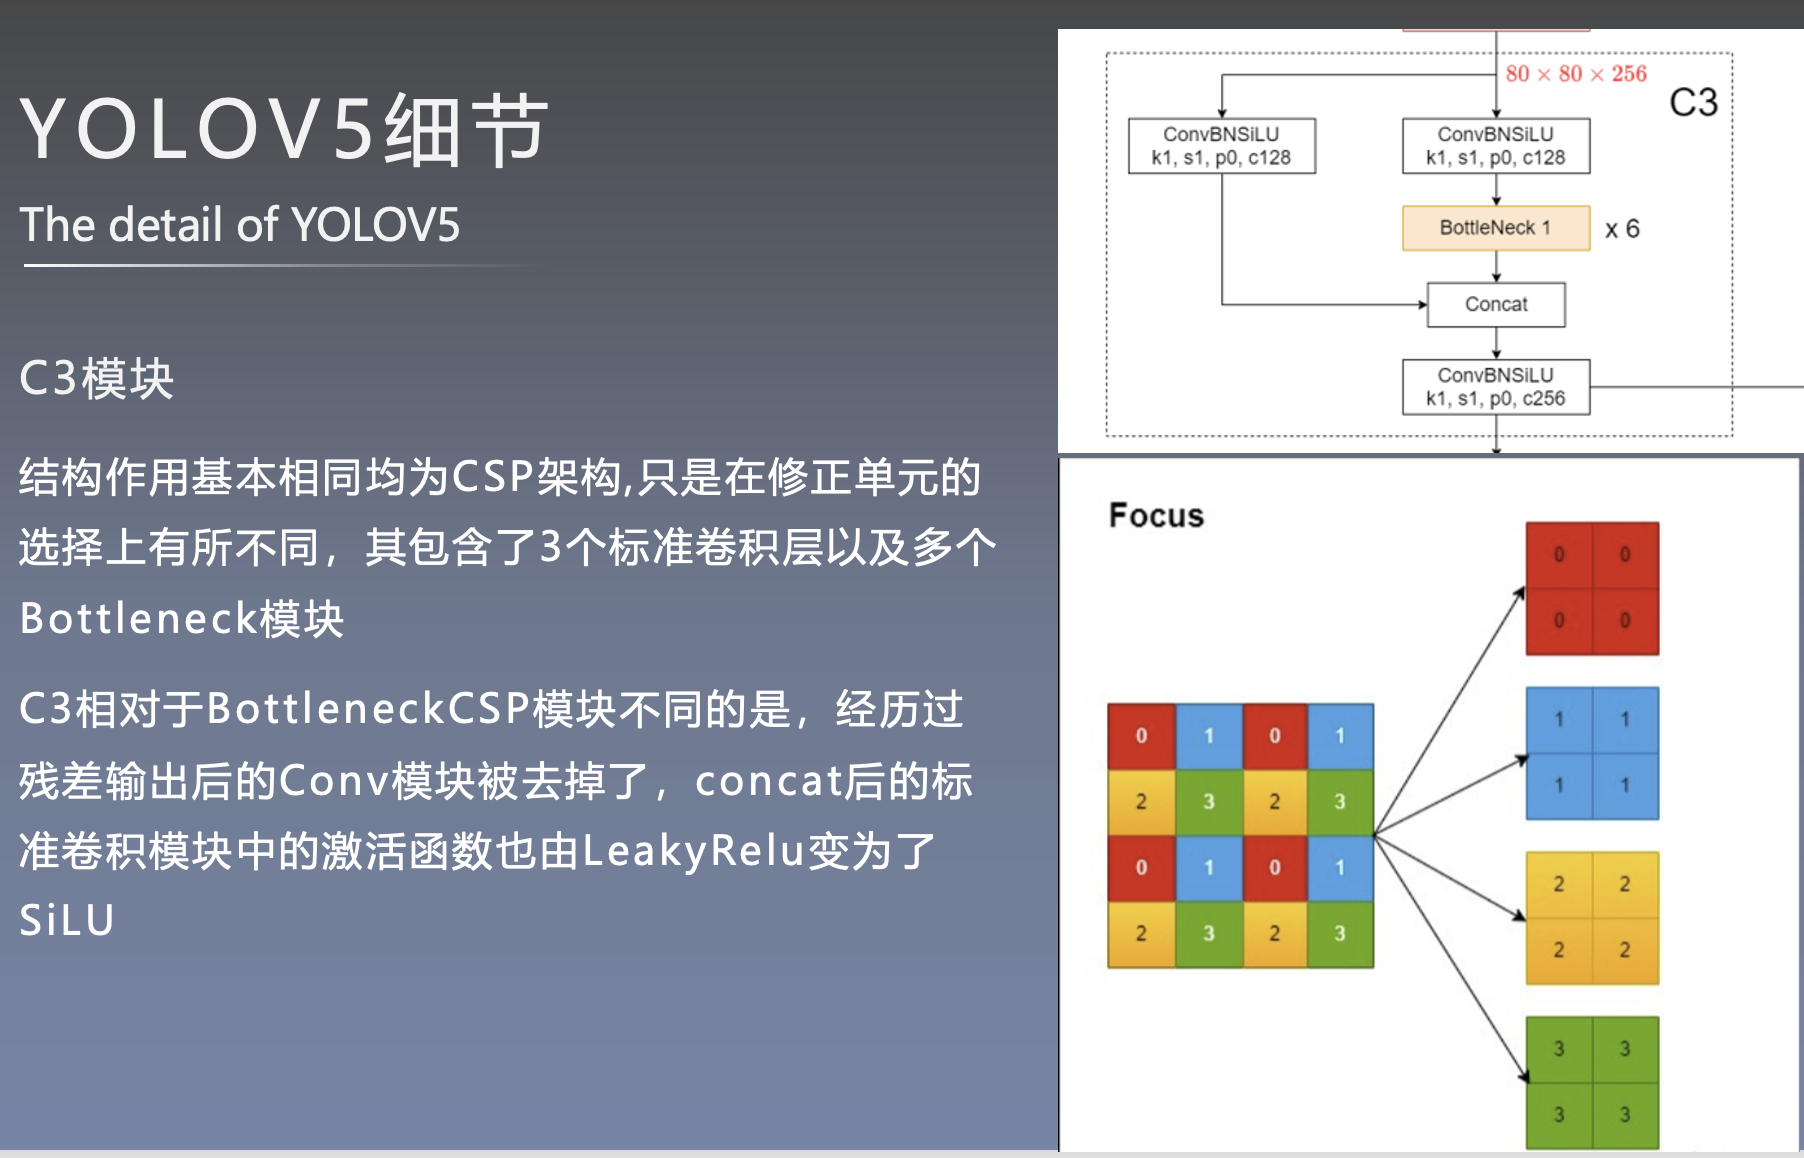 YOLOV5细节
The detail of YOLOV5
C3模块
结构作用基本相同均为CSP架构,只是在修正单元的
选择上有所不同，其包含了3个标准卷积层以及多个
Bottleneck模块
C3相对于BottleneckCSP模块不同的是，经历过
残差输出后的Conv模块被去掉了，concat后的标
准卷积模块中的激活函数也由LeakyRelu变为了
SiLU
80 × 80 × 256
C3
ConvBNSiLU
k1, s1, p0, c128
ConvBNSiLU
k1, s1, p0, c128
BottleNeck 1
x 6
Concat
ConvBNSiLU
k1, s1, p0, c256
Focus
0 1 0 1
2 3 2 3
0 1 0 1
2 3 2 3
0 0
0 0
1 1
1 1
2 2
2 2
3 3
3 3